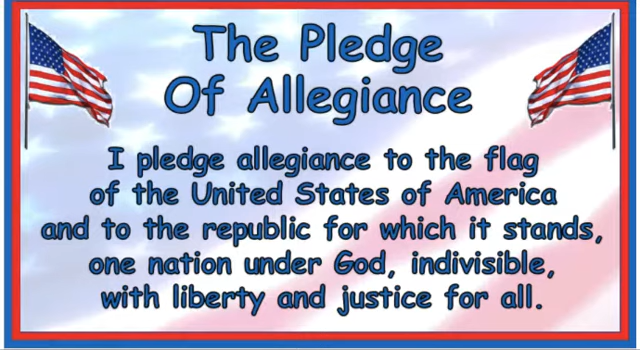 The Pledge
Of Allegiance
I pledge allegiance to the flag
of the United States of America
and to the republic for which it stands,
one nation under God, indivisible,
with liberty and justice for all.